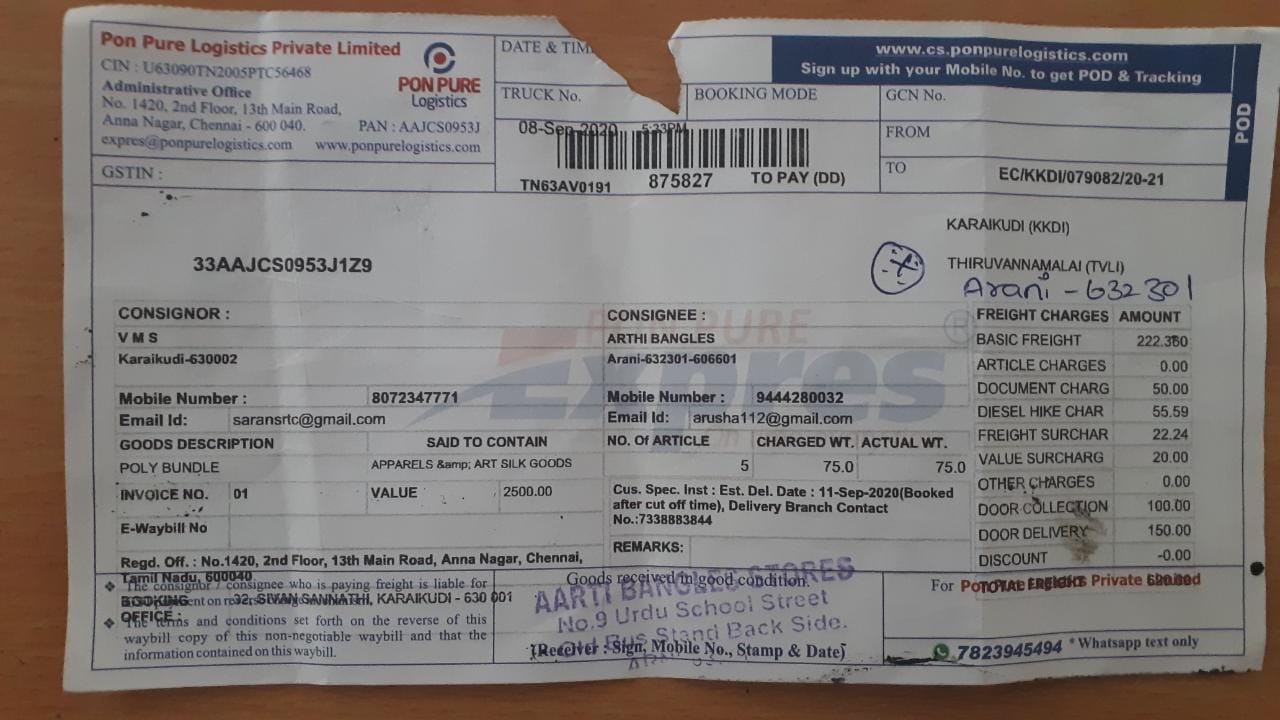 Pon Pure Logistics Private Limited
CIN : U63090TN2005PTC56468
Administrative Office
No. 1420, 2nd Floor, 13th Main Road,
Anna Nagar, Chennai - 600 040. PAN : AAJCS0953J
expres@ponpurelogistics.com www.ponpurelogistics.com
PON PURE
Logistics
GSTIN :
DATE &
TRUCK No. BOOKING MODE
08-Sep-2020 5:23PM
TN63AV0191 875827 TO PAY (DD)
www.cs.ponpurelogistics.com
Sign up with your Mobile No. to get POD & Tracking
POD
GCN No.
FROM
TO
EC/KKDI/079082/20-21
KARAIKUDI (KKDI)
33AAJCS0953J1Z9
THIRUVANNAMALAI (TVLI)
Arani - 632301
PON PURE
Expres
®
CONSIGNOR : CONSIGNEE : FREIGHT CHARGES AMOUNT
V M S ARTHI BANGLES BASIC FREIGHT
Karaikudi-630002 Arani-632301-606601 ARTICLE CHARGES 0.00
DOCUMENT CHARG 50.00
Mobile Number : 8072347771 Mobile Number : 9444280032 DIESEL HIKE CHAR 55.59
Email Id: saransrtc@gmail.com Email Id: arusha112@gmail.com FREIGHT SURCHAR 22.24
GOODS DESCRIPTION SAID TO CONTAIN NO. Of ARTICLE CHARGED WT. ACTUAL WT. VALUE SURCHARG 20.00
POLY BUNDLE APPARELS &amp; ART SILK GOODS 5 75.0 75.0 OTHER CHARGES 0.00
INVOICE NO. 01 VALUE 2500.00 Cus. Spec. Inst : Est. Del. Date : 11-Sep-2020(Booked DOOR COLLECTION 100.00
after cut off time), Delivery Branch Contact DOOR DELIVERY 150.00
E-Waybill No No.:7338883844 DISCOUNT -0.00
REMARKS:
Regd. Off. : No.1420, 2nd Floor, 13th Main Road, Anna Nagar, Chennai,
Tamil Nadu, 600040
The consignor / consignee who is paying freight is liable for
BOOKING 32, SIVAN SANNATHI, KARAIKUDI - 630 001
OFFICE :
The terms and conditions set forth on the reverse of this
waybill copy of this non-negotiable waybill and that the
information contained on this waybill.
Goods received in good condition.
AARTI BANGLES STORES
No.9 Urdu School Street
Old Bus Stand Back Side.
(Receiver : Sign, Mobile No., Stamp & Date)
For Pon Pure Logistics Private Limited
TOTAL FREIGHT
7823945494 * Whatsapp text only